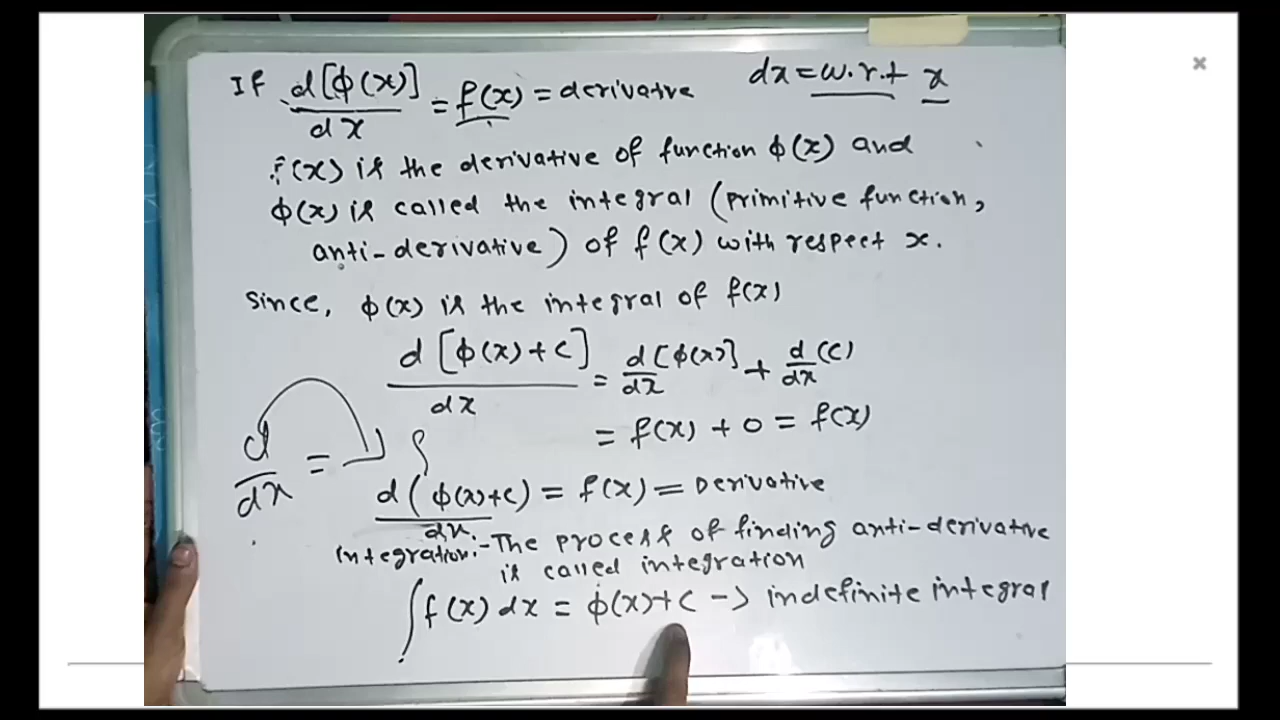 If d[ϕ(x)]/dx = f(x) = derivative dx = w.r.t x
f(x) is the derivative of function ϕ(x) and
ϕ(x) is called the integral (primitive function,
anti-derivative) of f(x) with respect x.
Since, ϕ(x) is the integral of f(x)
d[ϕ(x)+c]/dx = d/dx[ϕ(x)] + d/dx(c)
= f(x) + 0 = f(x)
d/dx = ∫
d(ϕ(x)+c)/dx = f(x) = Derivative
Integration:- The process of finding anti-derivative
is called integration
∫f(x) dx = ϕ(x)+c -> indefinite integral